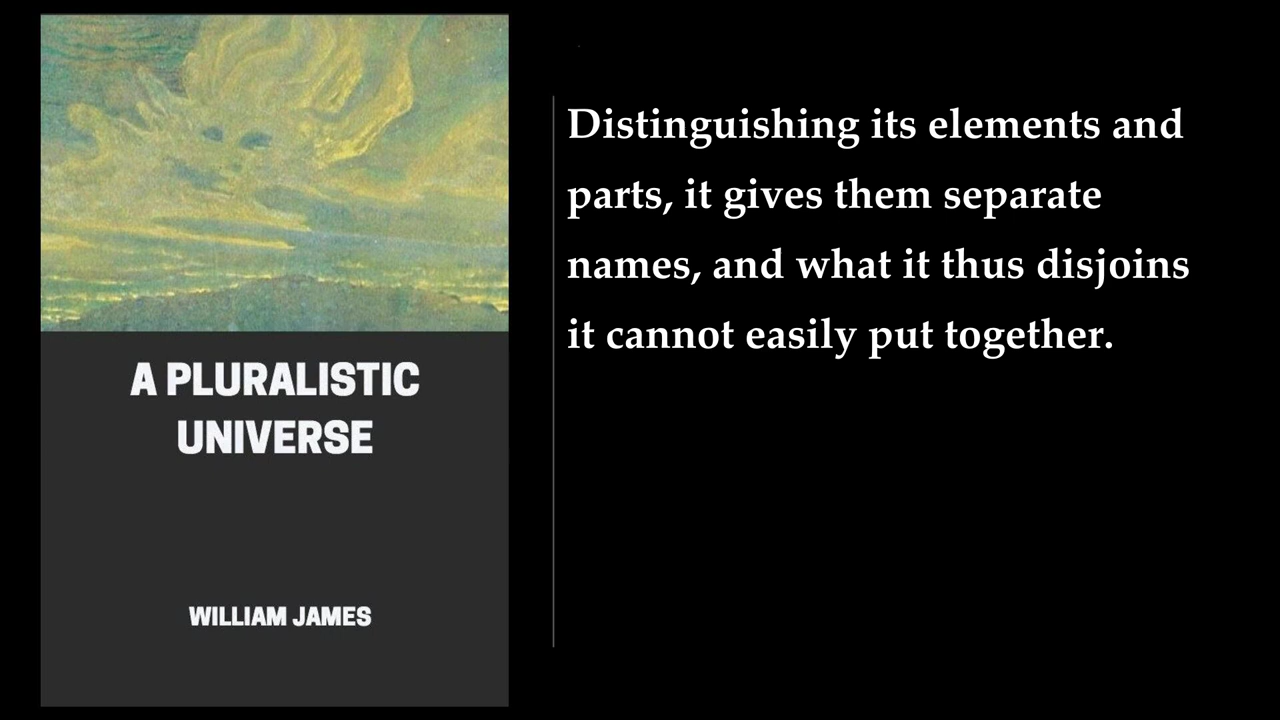 A PLURALISTIC
UNIVERSE
WILLIAM JAMES
Distinguishing its elements and
parts, it gives them separate
names, and what it thus disjoins
it cannot easily put together.